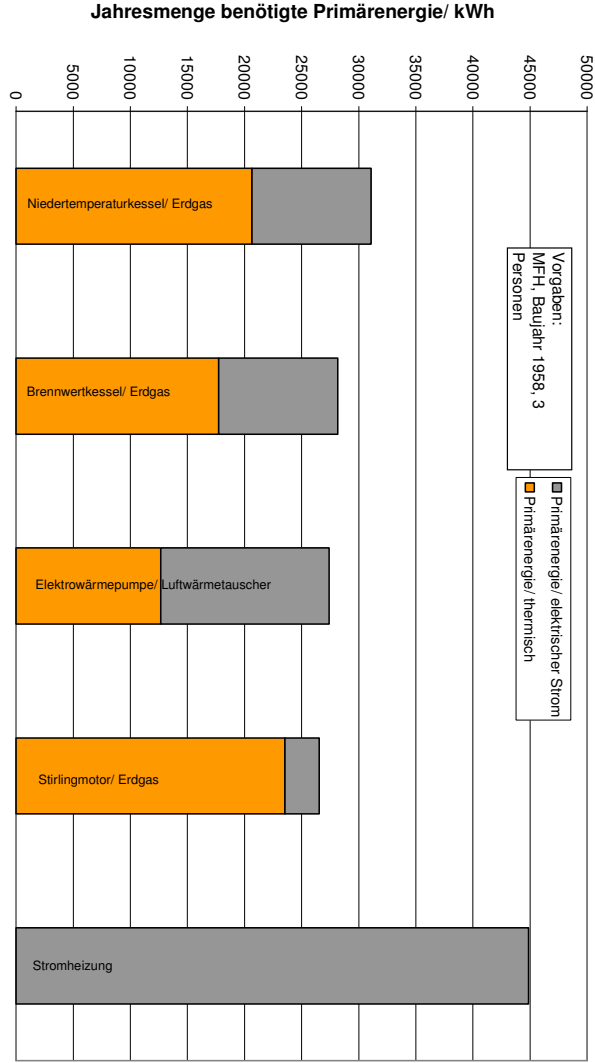 Jahresmenge benötigte Primärenergie/ kWh
50000
45000
40000
35000
30000
25000
20000
15000
10000
5000
0
Vorgaben:
MFH, Baujahr 1958, 3
Personen
Primärenergie/ elektrischer Strom
Primärenergie/ thermisch
Niedertemperaturkessel/ Erdgas
Brennwertkessel/ Erdgas
Elektrowärmepumpe/ Luftwärmetauscher
Stirlingmotor/ Erdgas
Stromheizung